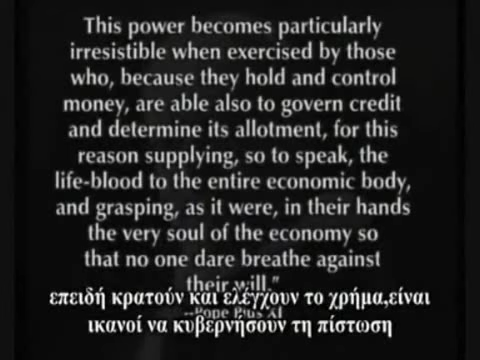 This power becomes particularly
irresistible when exercised by those
who, because they hold and control
money, are able also to govern credit
and determine its allotment, for this
reason supplying, so to speak, the
life-blood to the entire economic body,
and grasping, as it were, in their hands
the very soul of the economy so
that no one dare breathe against
their will."
επειδή κρατούν και ελέγχουν το χρήμα,είναι
--Pope Pius XI
ικανοί να κυβερνήσουν τη πίστωση